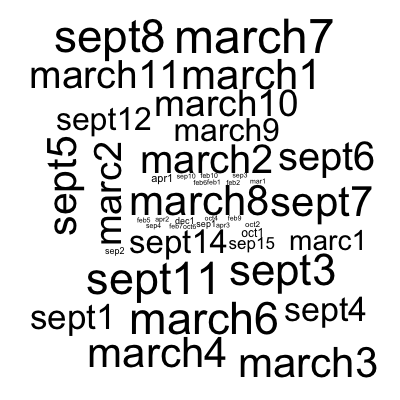 sept8 march7
march11 march1
march10
sept12
march9
sept5
marc2
march2 sept6
apr1 sep10 feb10 sep3
feb6 feb1 feb2 mar1
march8 sept7
feb5 apr2 dec1 oct4 feb9
sep4 feb7 oct5 sep1 apr3 oct2
oct1
sept14 sep15 marc1
sep2
sept11 sept3
sept1 march6 sept4
march4 march3